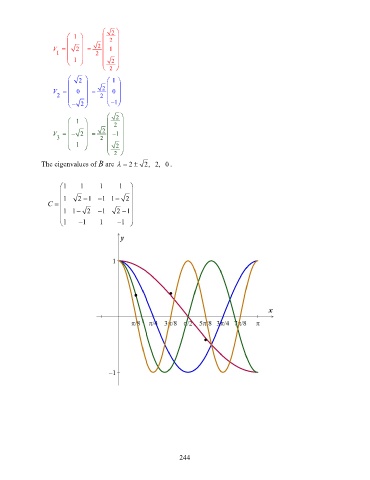 V₁ = ( 1, 2, 1 ) = 2/2 ( 2/2, 1, 2/2 )
V₂ = ( 2, 0, − 2 ) = 2/2 ( 1, 0, −1 )
V₃ = ( 1, − 2, 1 ) = 2/2 ( 2/2, −1, 2/2 )
The eigenvalues of B are λ = 2 ± 2, 2, 0 .
C =
1 1 1 1
1 2 −1 −1 1− 2
1 1− 2 −1 2 −1
1 −1 1 −1
y
1
x
π/8 π/4 3π/8 π/2 5π/8 3π/4 7π/8 π
−1
244